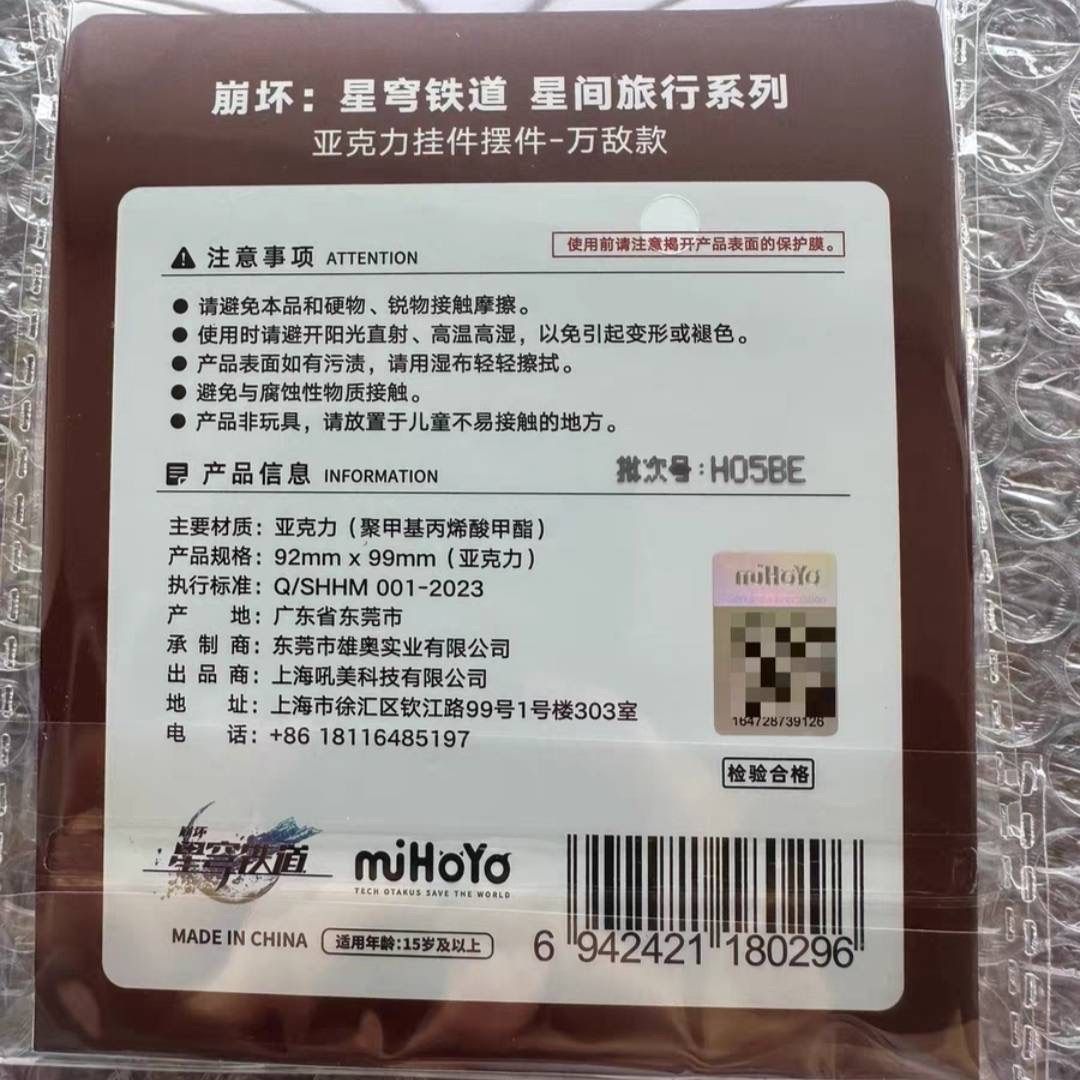 崩坏：星穹铁道 星间旅行系列
亚克力挂件摆件-万敌款
注意事项 ATTENTION
使用前请注意揭开产品表面的保护膜。
● 请避免本品和硬物、锐物接触摩擦。
● 使用时请避开阳光直射、高温高湿，以免引起变形或褪色。
● 产品表面如有污渍，请用湿布轻轻擦拭。
● 避免与腐蚀性物质接触。
● 产品非玩具，请放置于儿童不易接触的地方。
产品信息 INFORMATION
批次号：H05BE
主要材质：亚克力（聚甲基丙烯酸甲酯）
产品规格：92mm x 99mm（亚克力）
执行标准：Q/SHHM 001-2023
产 地：广东省东莞市
承制商：东莞市雄奥实业有限公司
出品商：上海吼美科技有限公司
地 址：上海市徐汇区钦江路99号1号楼303室
电 话：+86 18116485197
miHoYo
164728739126
检验合格
崩坏
星穹铁道
miHoYo
TECH OTAKUS SAVE THE WORLD
MADE IN CHINA
适用年龄：15岁及以上
6 942421 180296